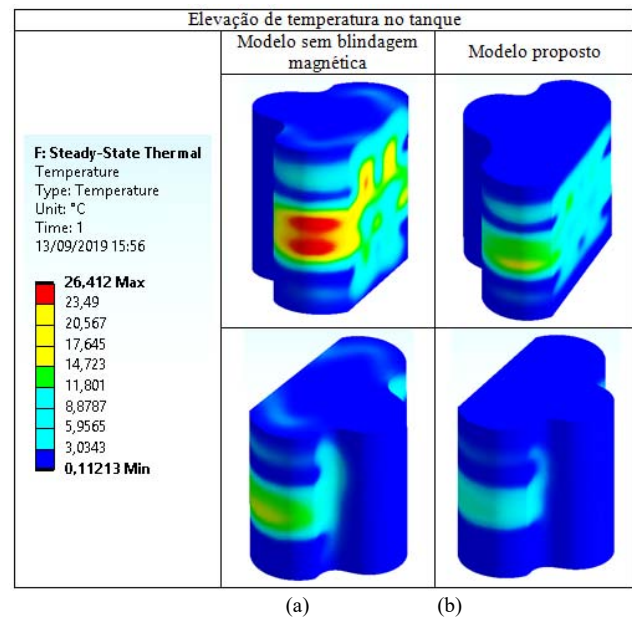 Elevação de temperatura no tanque
Modelo sem blindagem
magnética
Modelo proposto
F: Steady-State Thermal
Temperature
Type: Temperature
Unit: °C
Time: 1
13/09/2019 15:56
26,412 Max
23,49
20,567
17,645
14,723
11,801
8,8787
5,9565
3,0343
0,11213 Min
(a)
(b)